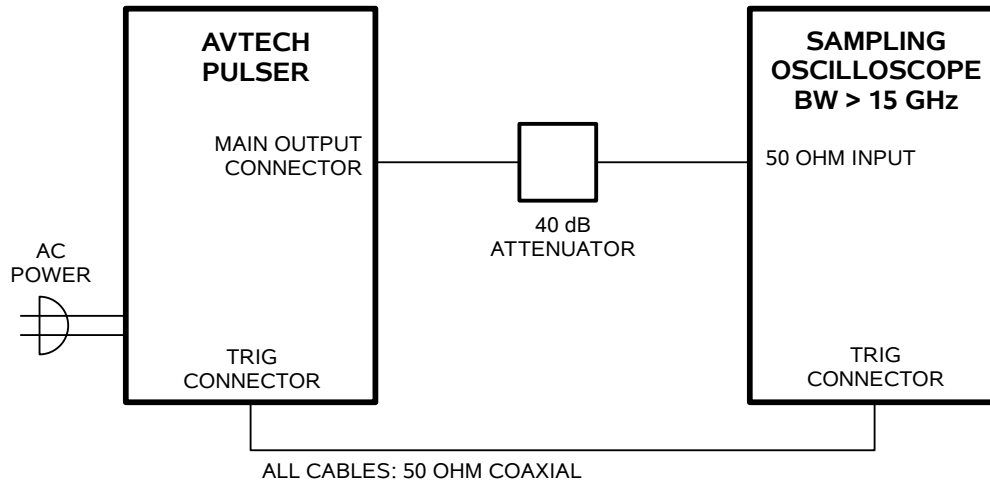 AVTECH
PULSER
SAMPLING
OSCILLOSCOPE
BW > 15 GHz
MAIN OUTPUT
CONNECTOR
50 OHM INPUT
40 dB
ATTENUATOR
AC
POWER
TRIG
CONNECTOR
TRIG
CONNECTOR
ALL CABLES: 50 OHM COAXIAL